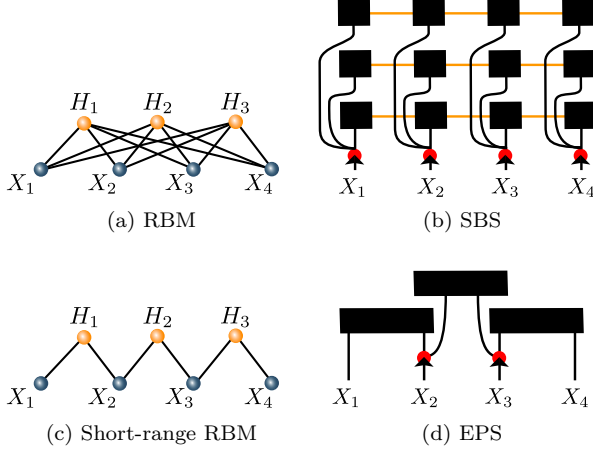 H₁ H₂ H₃
X₁ X₂ X₃ X₄
(a) RBM
X₁ X₂ X₃ X₄
(b) SBS
H₁ H₂ H₃
X₁ X₂ X₃ X₄
(c) Short-range RBM
X₁ X₂ X₃ X₄
(d) EPS